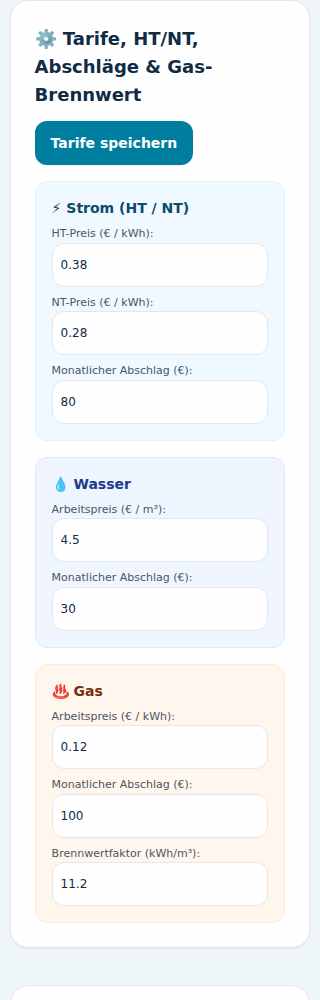 ⚙️ Tarife, HT/NT,
Abschläge & Gas-
Brennwert
Tarife speichern
⚡ Strom (HT / NT)
HT-Preis (€ / kWh):
0.38
NT-Preis (€ / kWh):
0.28
Monatlicher Abschlag (€):
80
💧 Wasser
Arbeitspreis (€ / m³):
4.5
Monatlicher Abschlag (€):
30
♨️ Gas
Arbeitspreis (€ / kWh):
0.12
Monatlicher Abschlag (€):
100
Brennwertfaktor (kWh/m³):
11.2